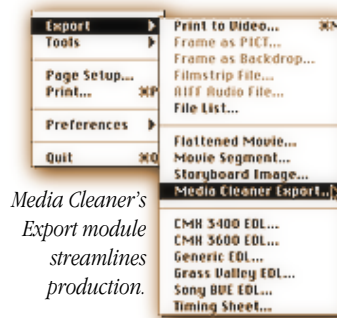 Export
Tools
Page Setup...
Print... ⌘P
Preferences
Quit ⌘Q
Print to Video... ⌘M
Frame as PICT...
Frame as Backdrop...
Filmstrip File...
AIFF Audio File...
File List...
Flattened Movie...
Movie Segment...
Storyboard Image...
Media Cleaner Export...
CMX 3400 EDL...
CMX 3600 EDL...
Generic EDL...
Grass Valley EDL...
Sony BVE EDL...
Timing Sheet...
Media Cleaner's
Export module
streamlines
production.